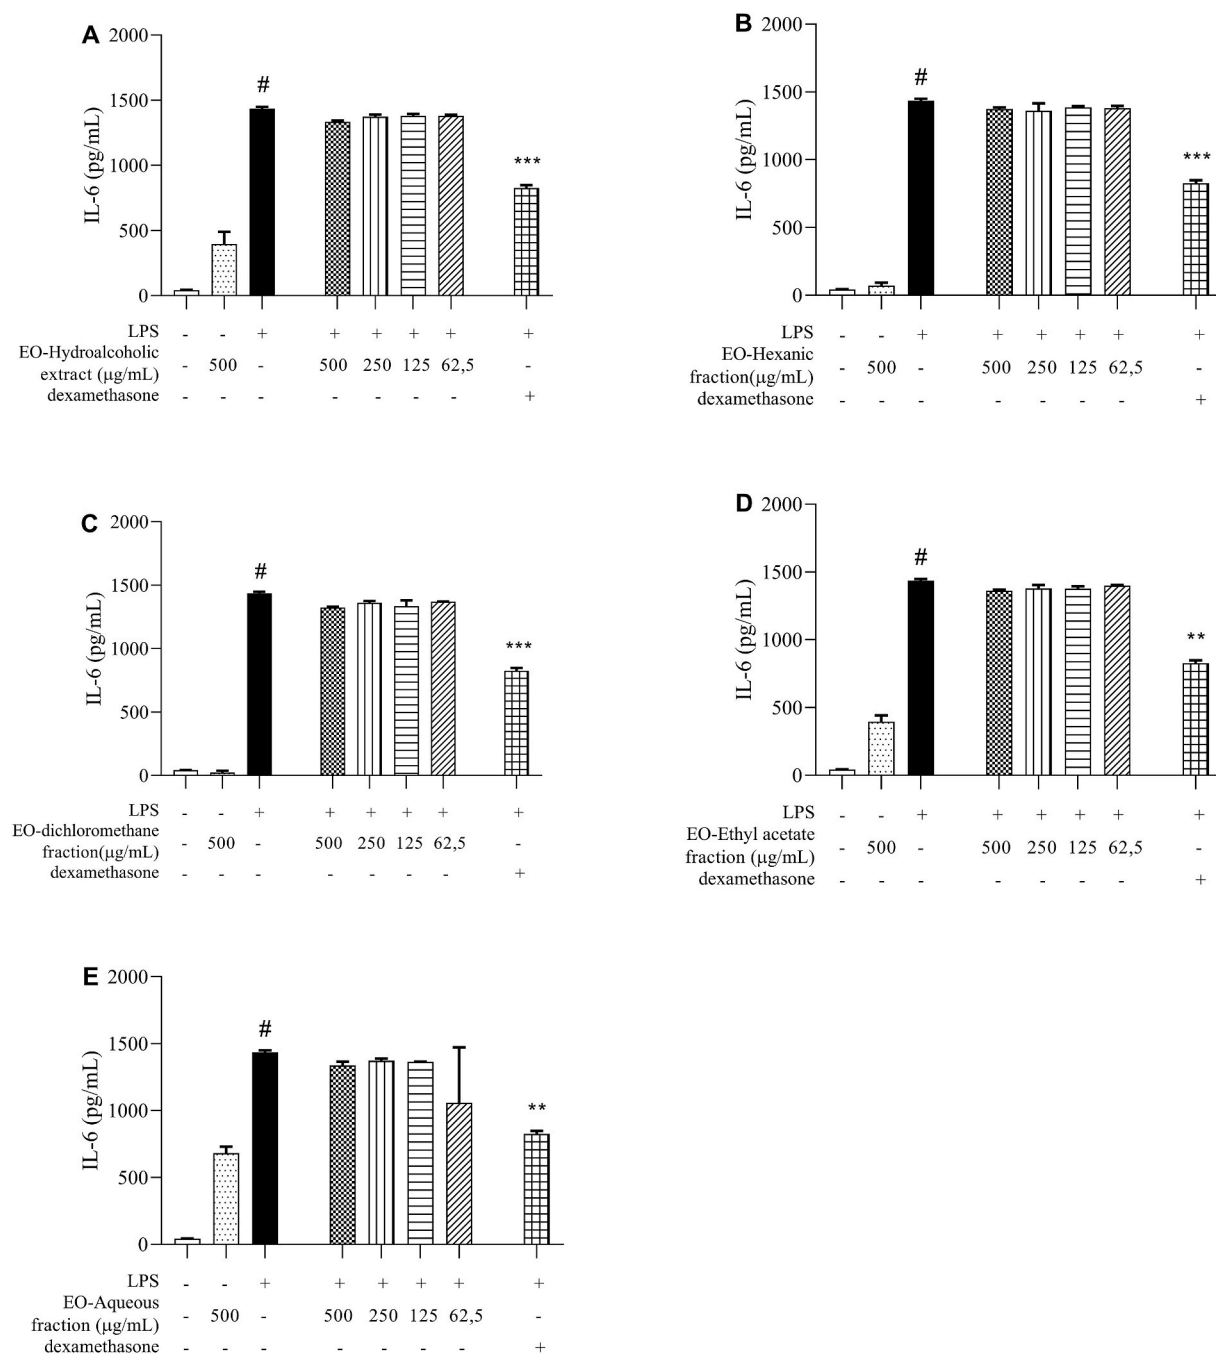 A
2000
1500
1000
500
0
IL-6 (pg/mL)
#
***
LPS - - + + + + + +
EO-Hydroalcoholic
extract (µg/mL) - 500 - 500 250 125 62,5 -
dexamethasone - - - - - - - +
B
2000
1500
1000
500
0
IL-6 (pg/mL)
#
***
LPS - - + + + + + +
EO-Hexanic
fraction(µg/mL) - 500 - 500 250 125 62,5 -
dexamethasone - - - - - - - +
C
2000
1500
1000
500
0
IL-6 (pg/mL)
#
***
LPS - - + + + + + +
EO-dichloromethane
fraction(µg/mL) - 500 - 500 250 125 62,5 -
dexamethasone - - - - - - - +
D
2000
1500
1000
500
0
IL-6 (pg/mL)
#
**
LPS - - + + + + + +
EO-Ethyl acetate
fraction (µg/mL) - 500 - 500 250 125 62,5 -
dexamethasone - - - - - - - +
E
2000
1500
1000
500
0
IL-6 (pg/mL)
#
**
LPS - - + + + + + +
EO-Aqueous
fraction (µg/mL) - 500 - 500 250 125 62,5 -
dexamethasone - - - - - - - +